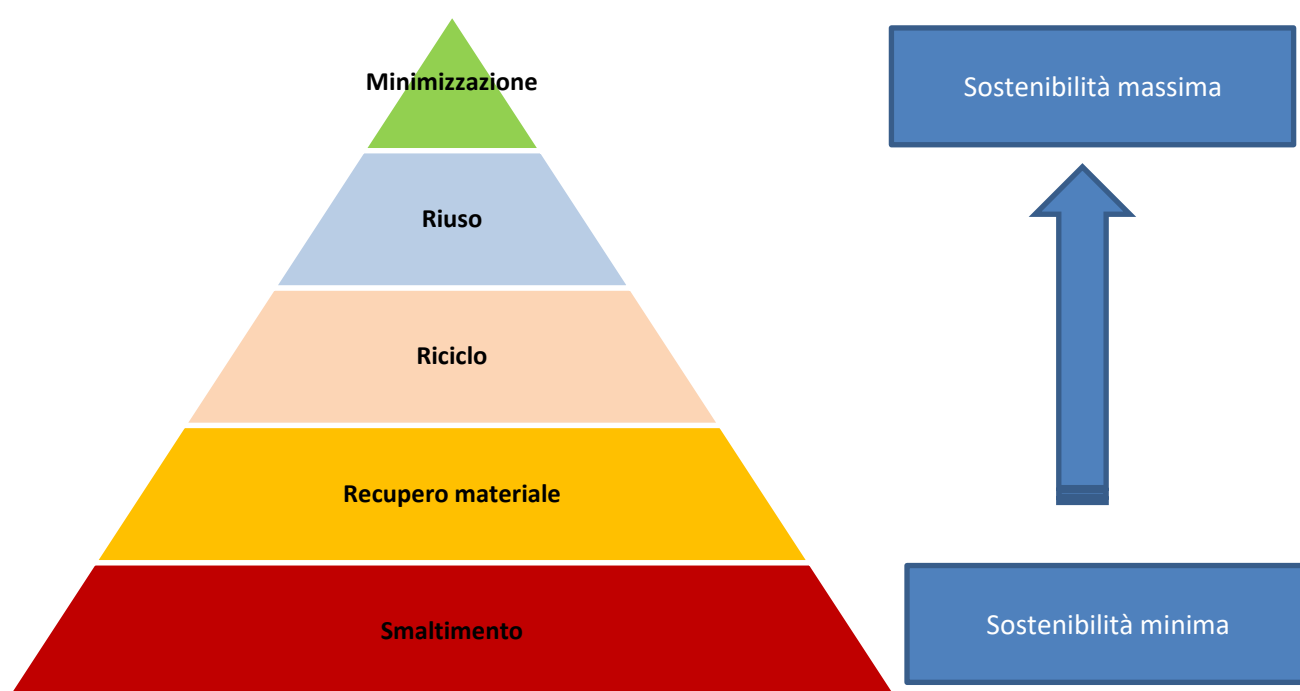 Minimizzazione
Sostenibilità massima
Riuso
Riciclo
Recupero materiale
Smaltimento
Sostenibilità minima